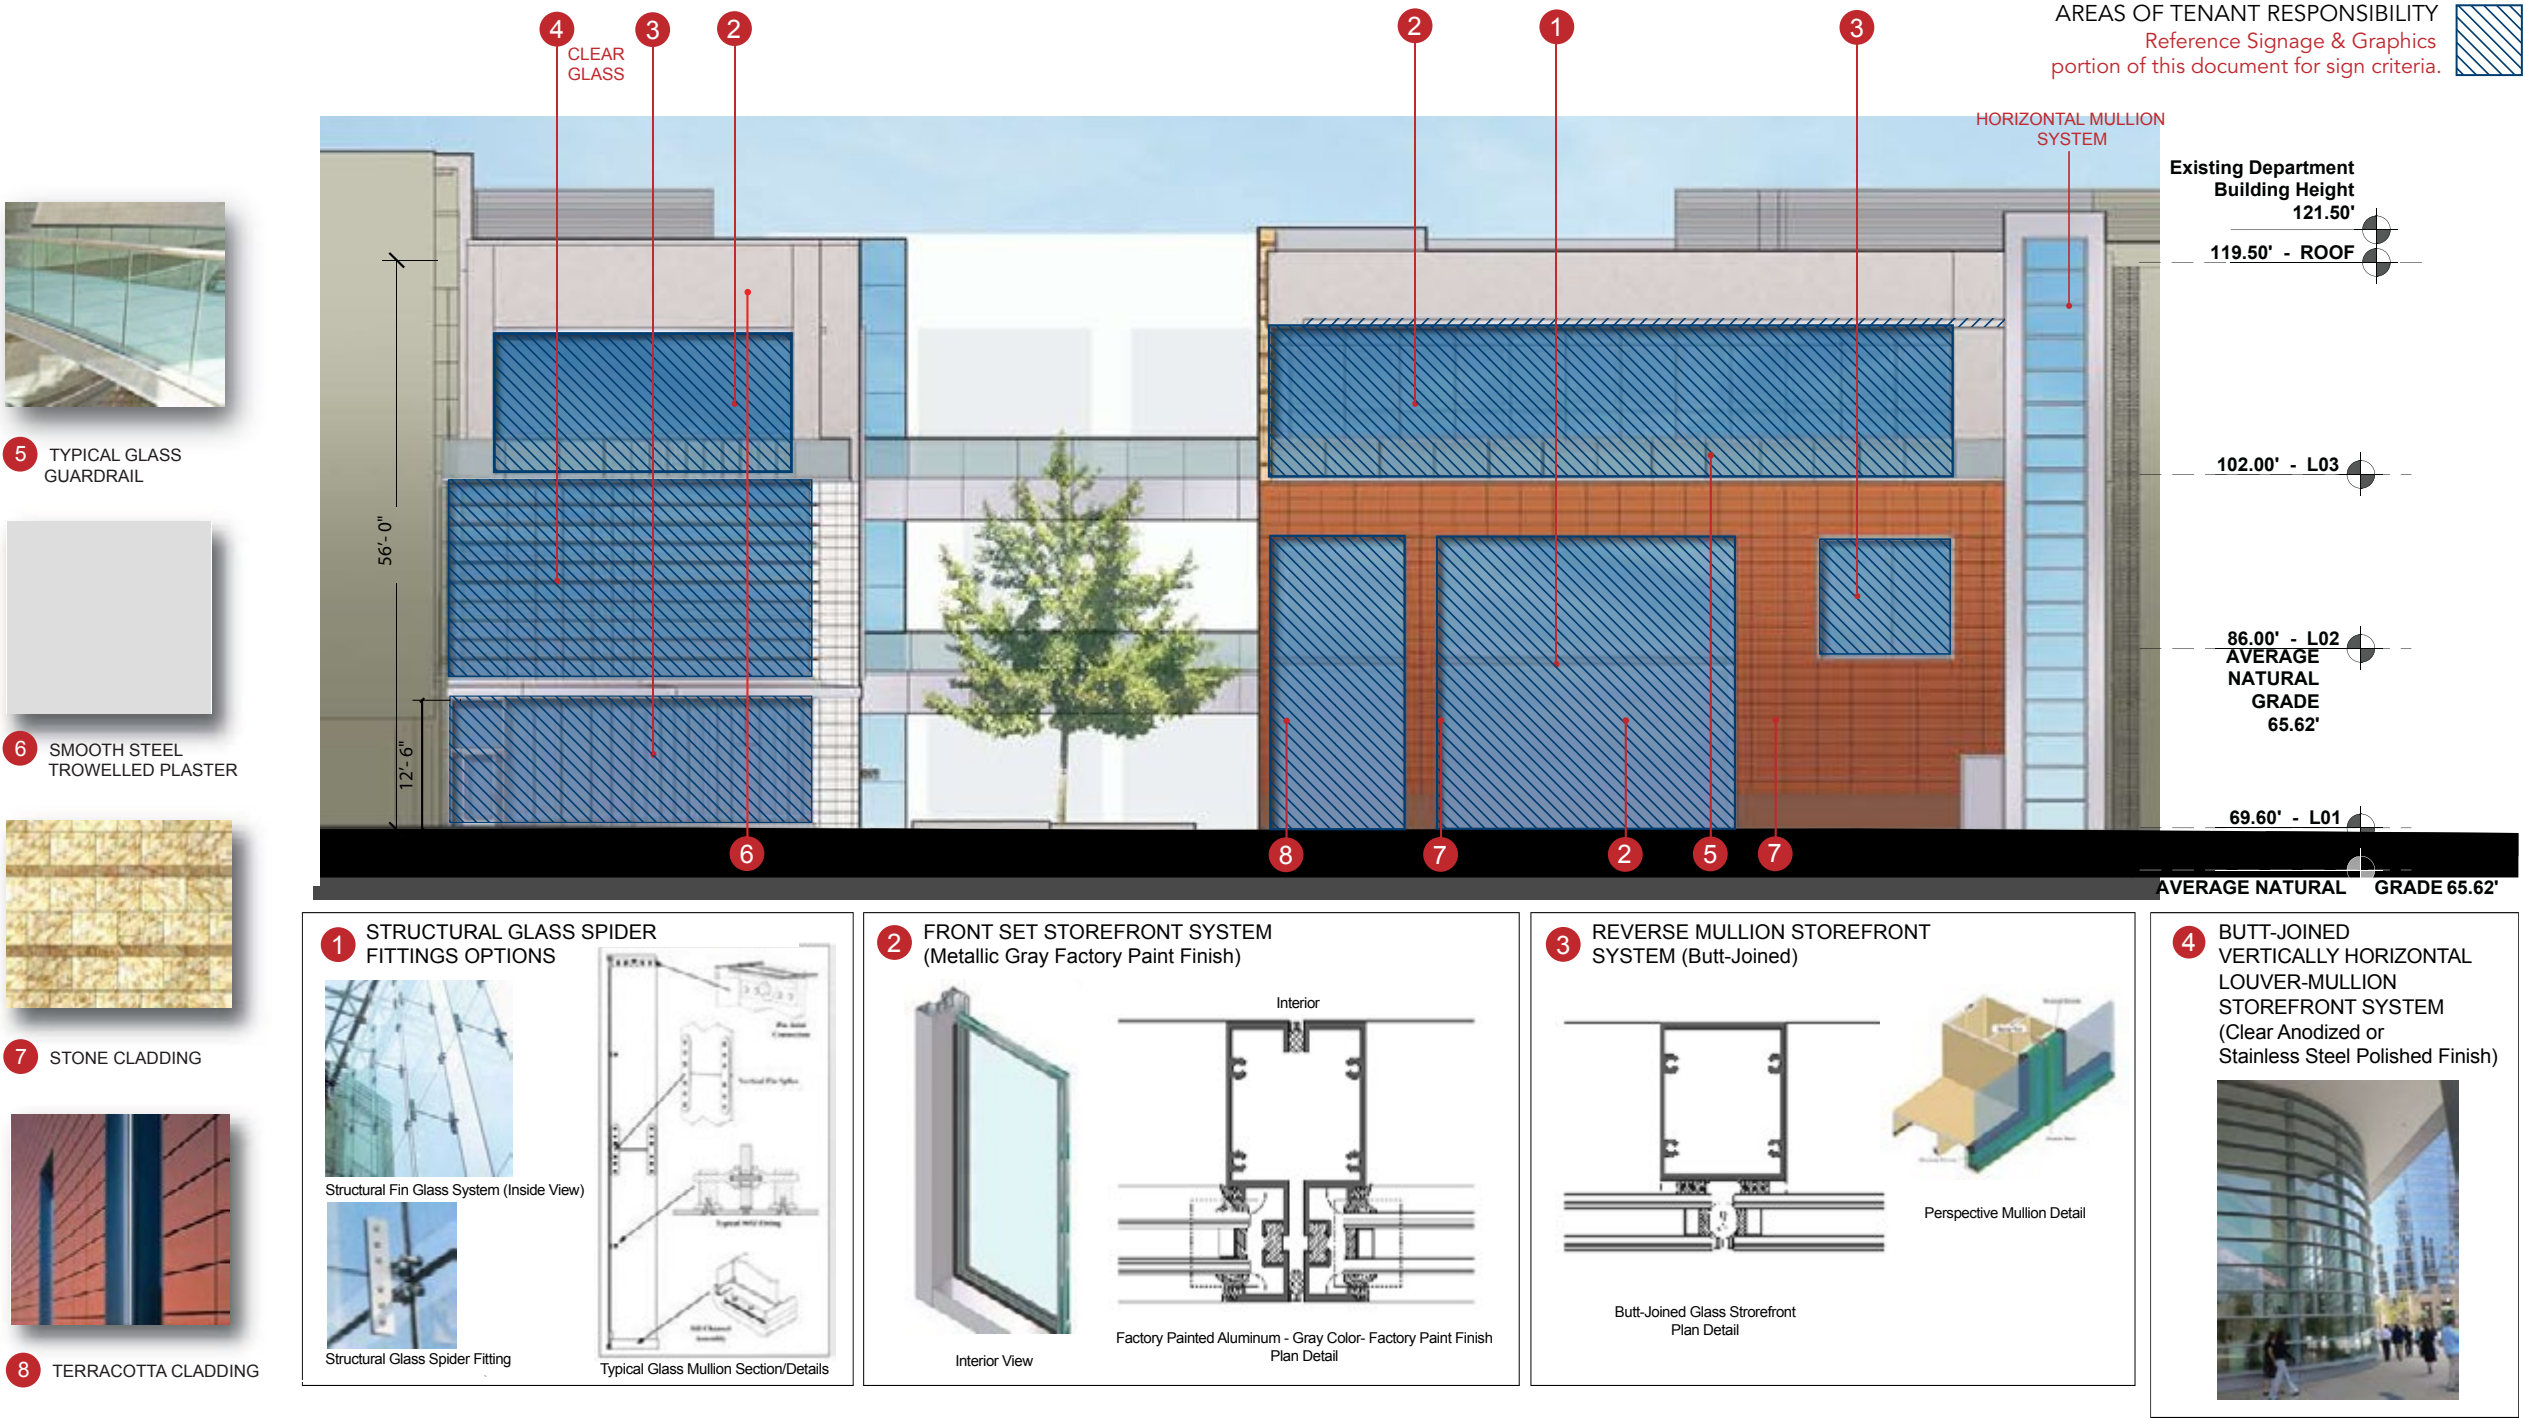 AREAS OF TENANT RESPONSIBILITY
Reference Signage & Graphics
portion of this document for sign criteria.
4
3
2
2
1
3
CLEAR
GLASS
HORIZONTAL MULLION
SYSTEM
Existing Department
Building Height
121.50'
119.50' - ROOF
102.00' - L03
86.00' - L02
AVERAGE
NATURAL
GRADE
65.62'
69.60' - L01
AVERAGE NATURAL GRADE 65.62'
56'- 0"
12'- 6"
6
8
7
2
5
7
5 TYPICAL GLASS
GUARDRAIL
6 SMOOTH STEEL
TROWELLED PLASTER
7 STONE CLADDING
8 TERRACOTTA CLADDING
1 STRUCTURAL GLASS SPIDER
FITTINGS OPTIONS
Structural Fin Glass System (Inside View)
Structural Glass Spider Fitting
Typical Glass Mullion Section/Details
2 FRONT SET STOREFRONT SYSTEM
(Metallic Gray Factory Paint Finish)
Interior
Interior View
Factory Painted Aluminum - Gray Color- Factory Paint Finish
Plan Detail
3 REVERSE MULLION STOREFRONT
SYSTEM (Butt-Joined)
Perspective Mullion Detail
Butt-Joined Glass Strorefront
Plan Detail
4 BUTT-JOINED
VERTICALLY HORIZONTAL
LOUVER-MULLION
STOREFRONT SYSTEM
(Clear Anodized or
Stainless Steel Polished Finish)